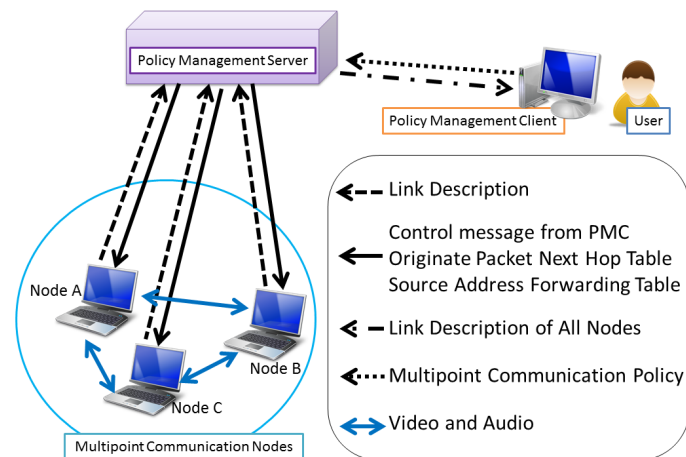 Policy Management Server
Policy Management Client
User
Link Description
Control message from PMC
Originate Packet Next Hop Table
Source Address Forwarding Table
Link Description of All Nodes
Multipoint Communication Policy
Video and Audio
Node A
Node B
Node C
Multipoint Communication Nodes